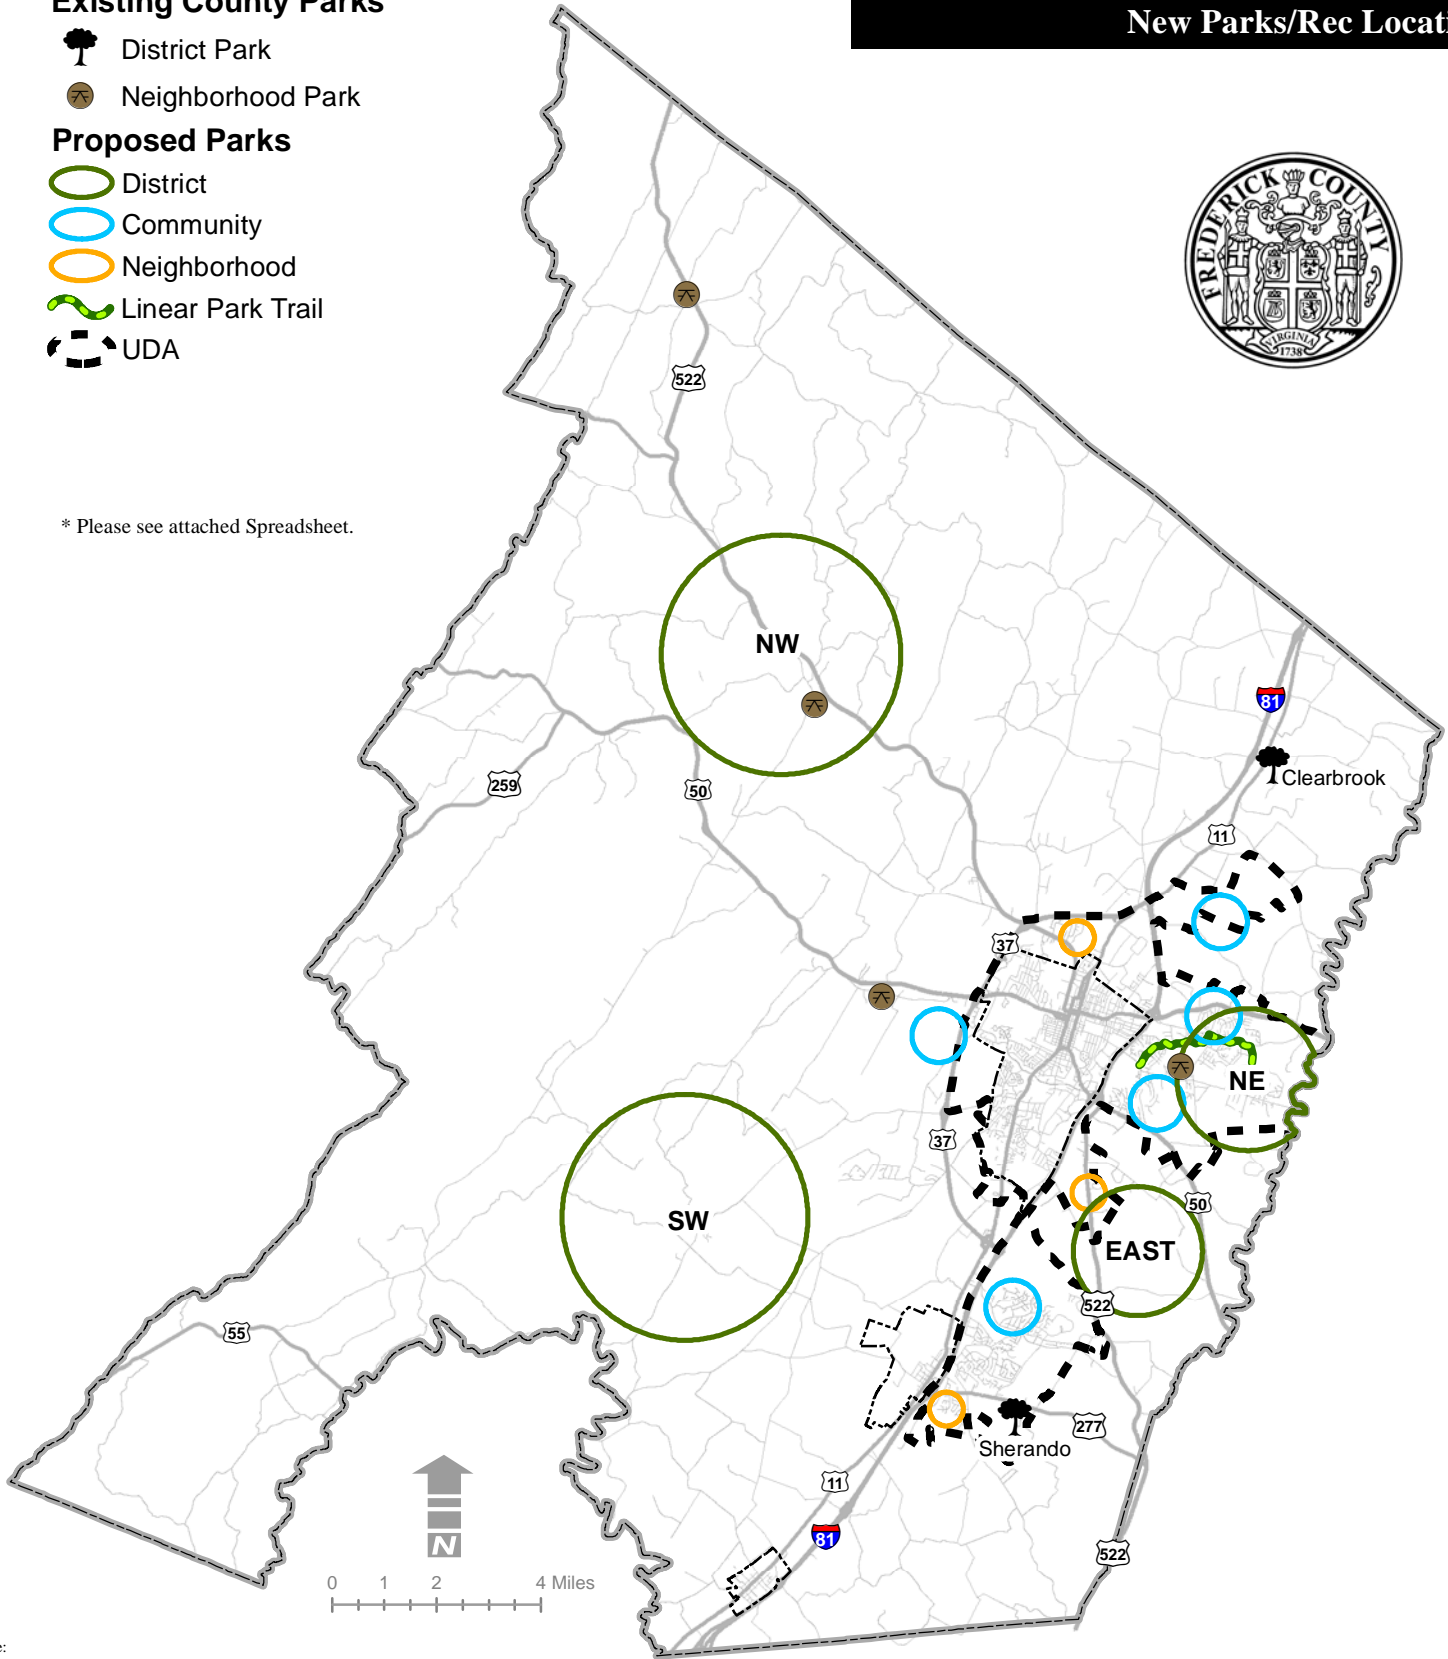 Existing County Parks
District Park
Neighborhood Park
Proposed Parks
District
Community
Neighborhood
Linear Park Trail
UDA
* Please see attached Spreadsheet.
New Parks/Rec Locati
FREDERICK COUNTY
VIRGINIA
1738
522
NW
81
Clearbrook
259
50
11
37
NE
37
SW
50
EAST
522
55
277
Sherando
11
81
522
N
0 1 2 4 Miles
e: